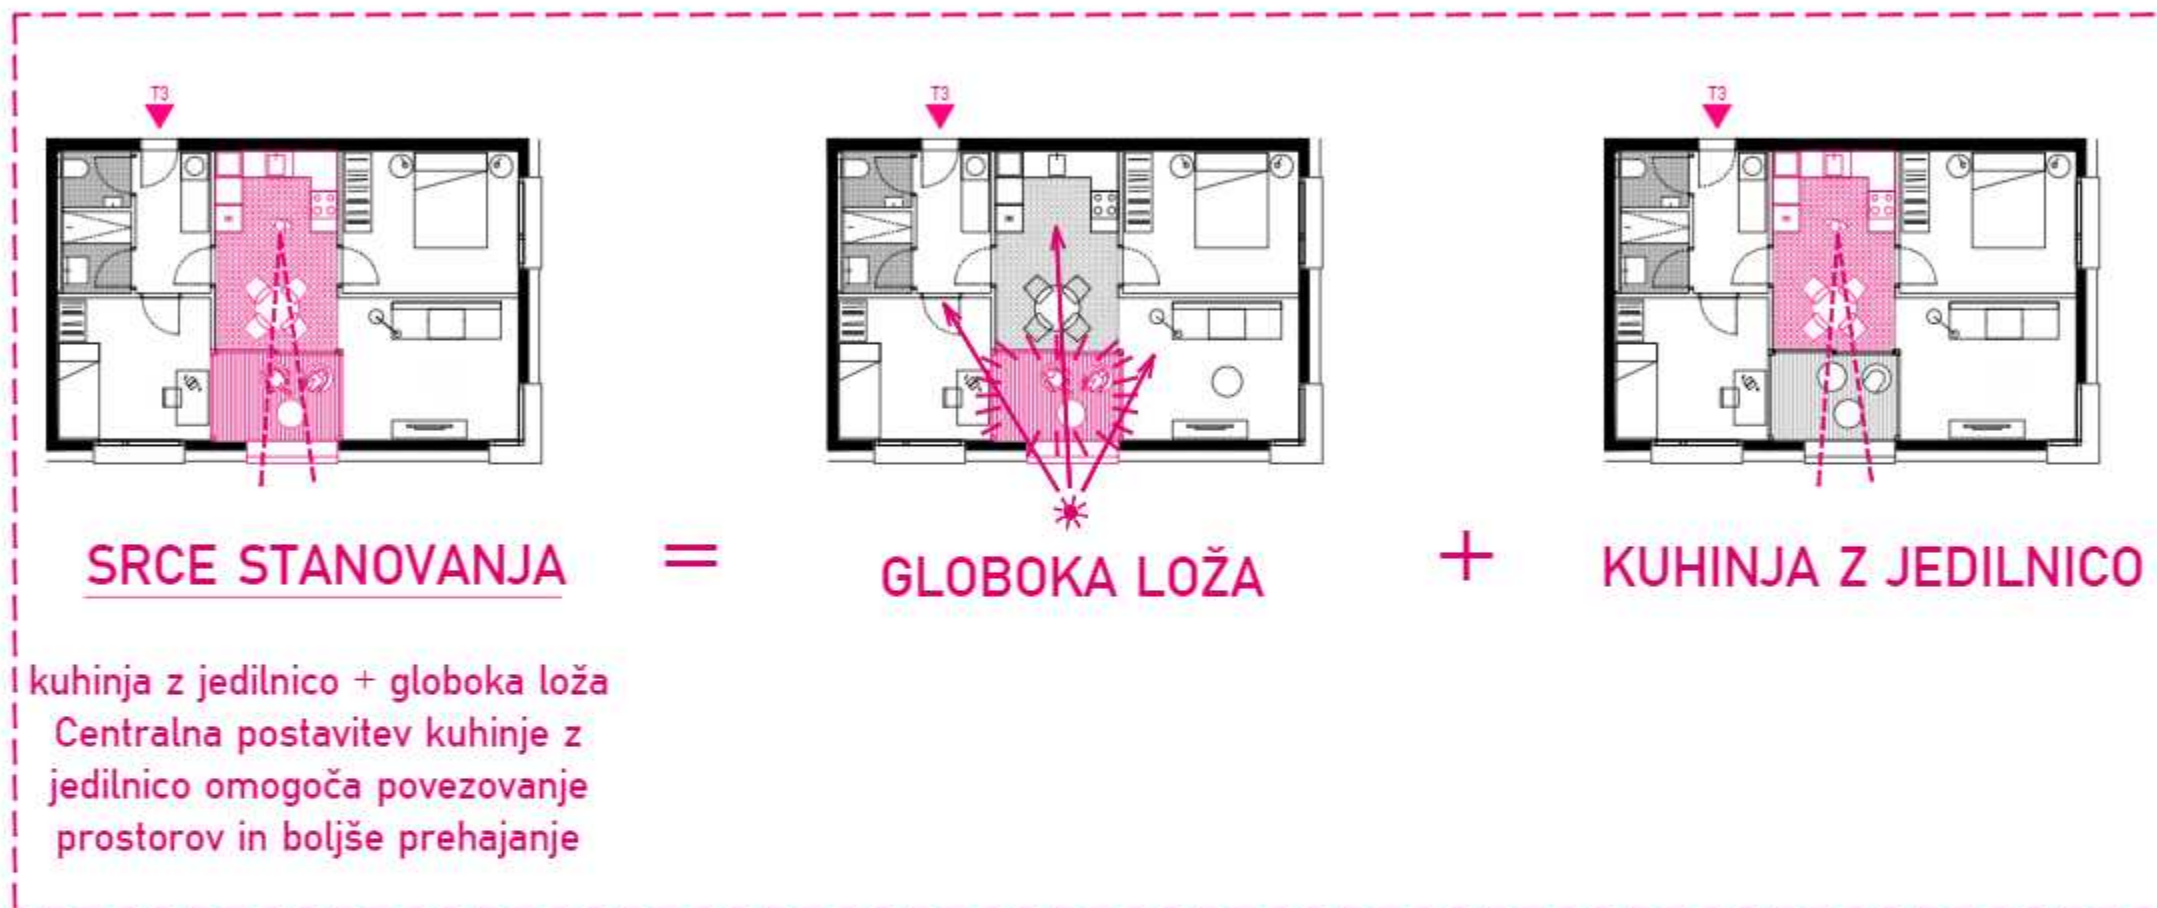 T3
T3
T3
SRCE STANOVANJA
=
GLOBOKA LOŽA
+
KUHINJA Z JEDILNICO
kuhinja z jedilnico + globoka loža
Centralna postavitev kuhinje z
jedilnico omogoča povezovanje
prostorov in boljše prehajanje